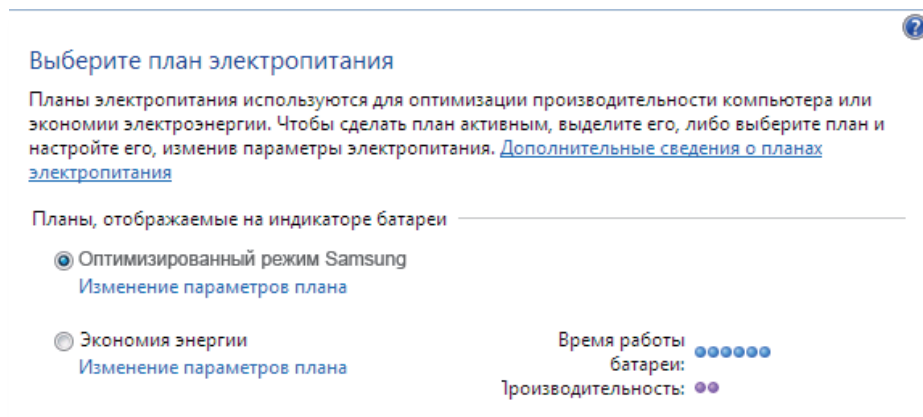 ?
Выберите план электропитания
Планы электропитания используются для оптимизации производительности компьютера или
экономии электроэнергии. Чтобы сделать план активным, выделите его, либо выберите план и
настройте его, изменив параметры электропитания. Дополнительные сведения о планах
электропитания
Планы, отображаемые на индикаторе батареи
Оптимизированный режим Samsung
Изменение параметров плана
Экономия энергии
Время работы
батареи:
Изменение параметров плана
Производительность: